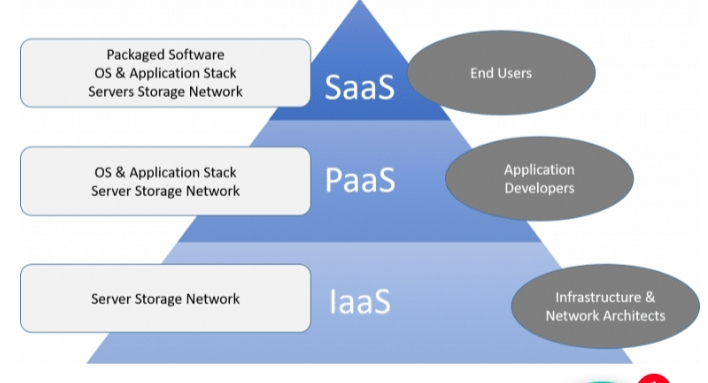 Packaged Software
OS & Application Stack
Servers Storage Network
SaaS
End Users
OS & Application Stack
Server Storage Network
PaaS
Application
Developers
Server Storage Network
IaaS
Infrastructure &
Network Architects